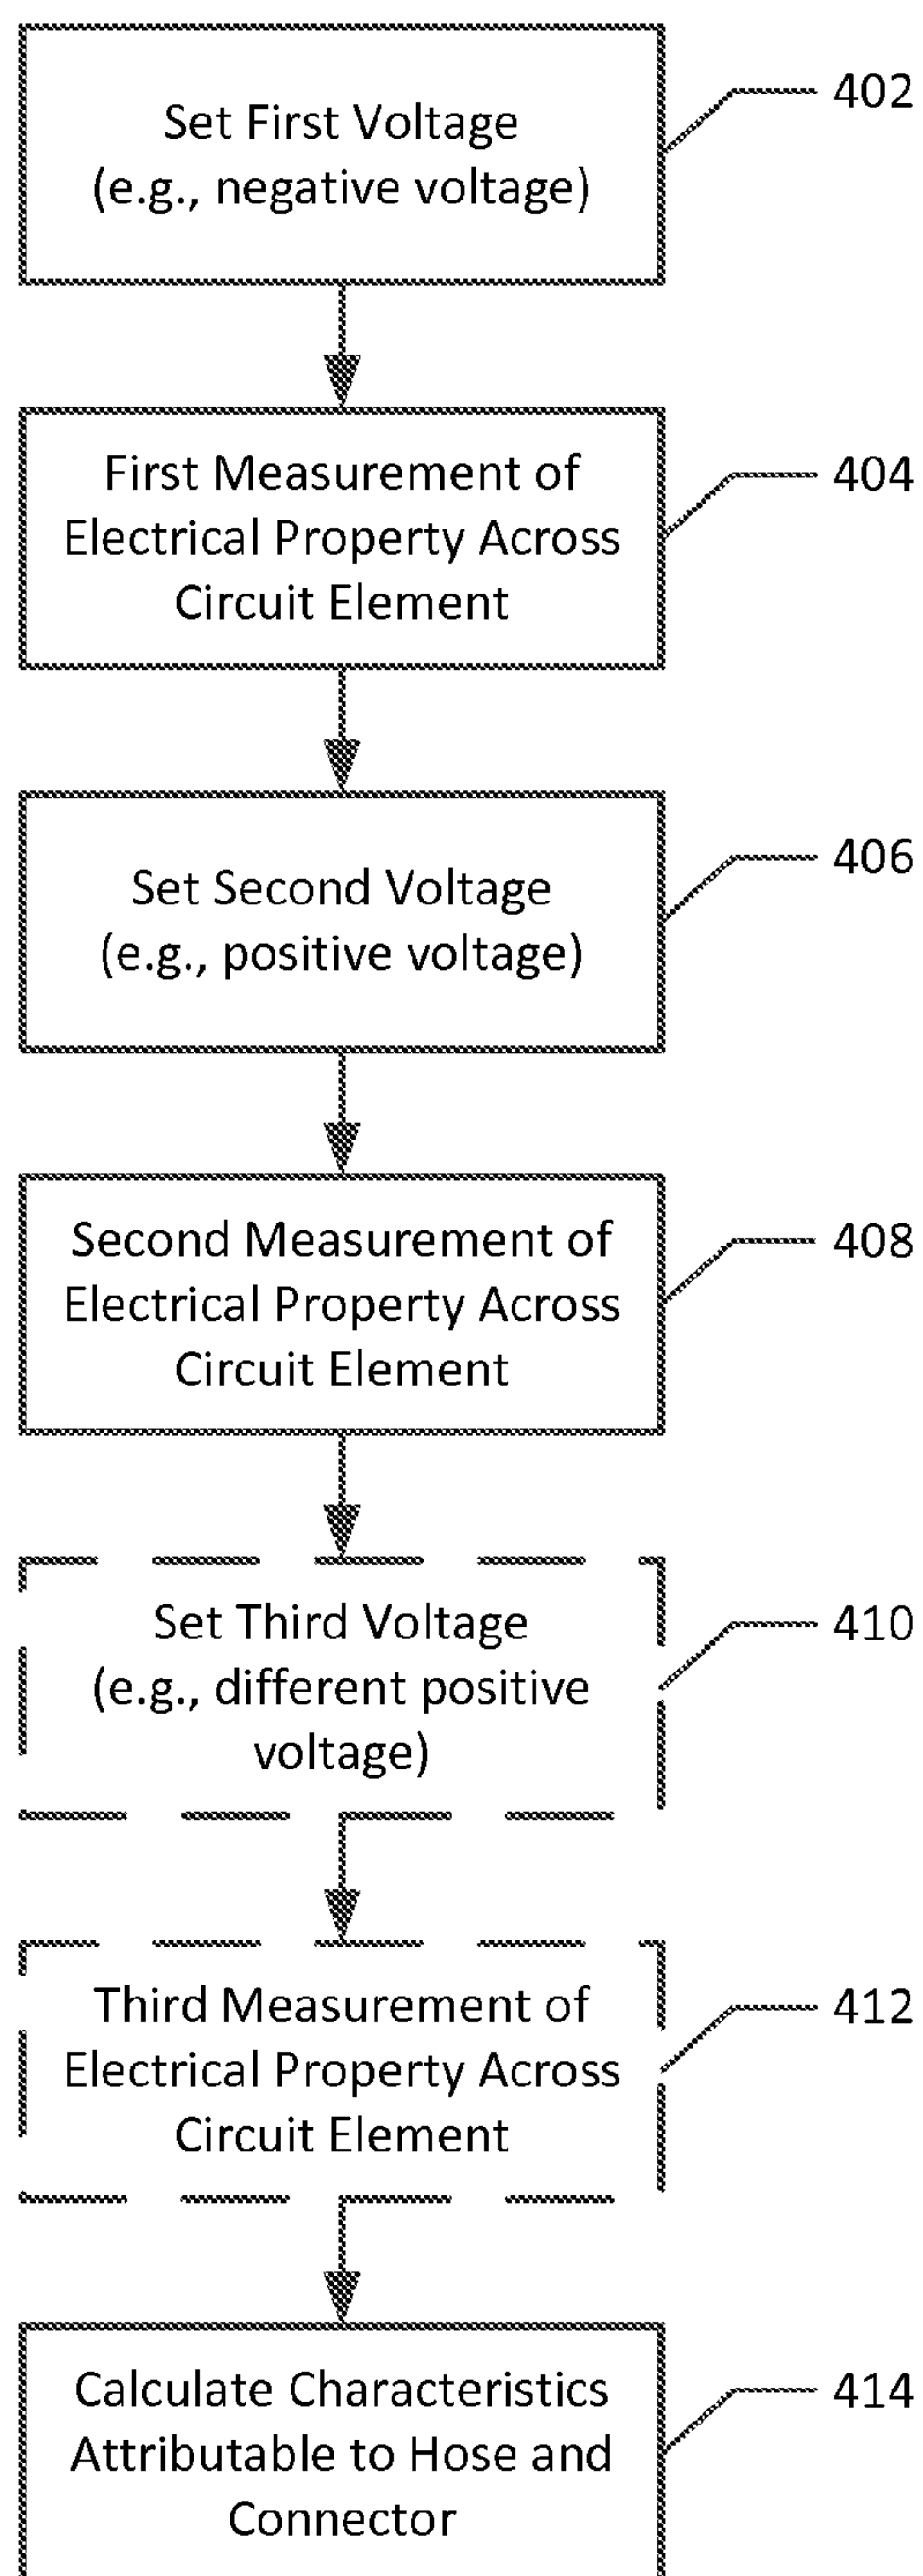 Set First Voltage
(e.g., negative voltage)
402
First Measurement of
Electrical Property Across
Circuit Element
404
Set Second Voltage
(e.g., positive voltage)
406
Second Measurement of
Electrical Property Across
Circuit Element
408
Set Third Voltage
(e.g., different positive
voltage)
410
Third Measurement of
Electrical Property Across
Circuit Element
412
Calculate Characteristics
Attributable to Hose and
Connector
414